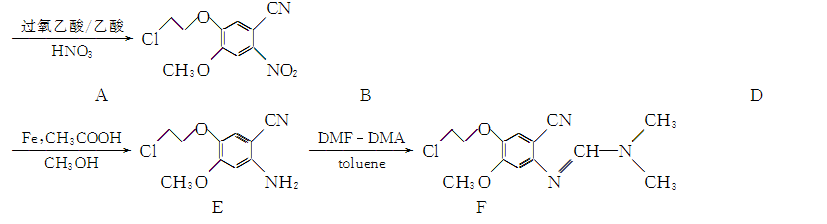 过氧乙酸/乙酸
HNO₃
Cl
O
CN
CH₃O
NO₂
A B D
Fe,CH₃COOH
CH₃OH
Cl
O
CN
CH₃O
NH₂
DMF-DMA
toluene
Cl
O
CN
CH₃O
N
CH
N
CH₃
CH₃
E F